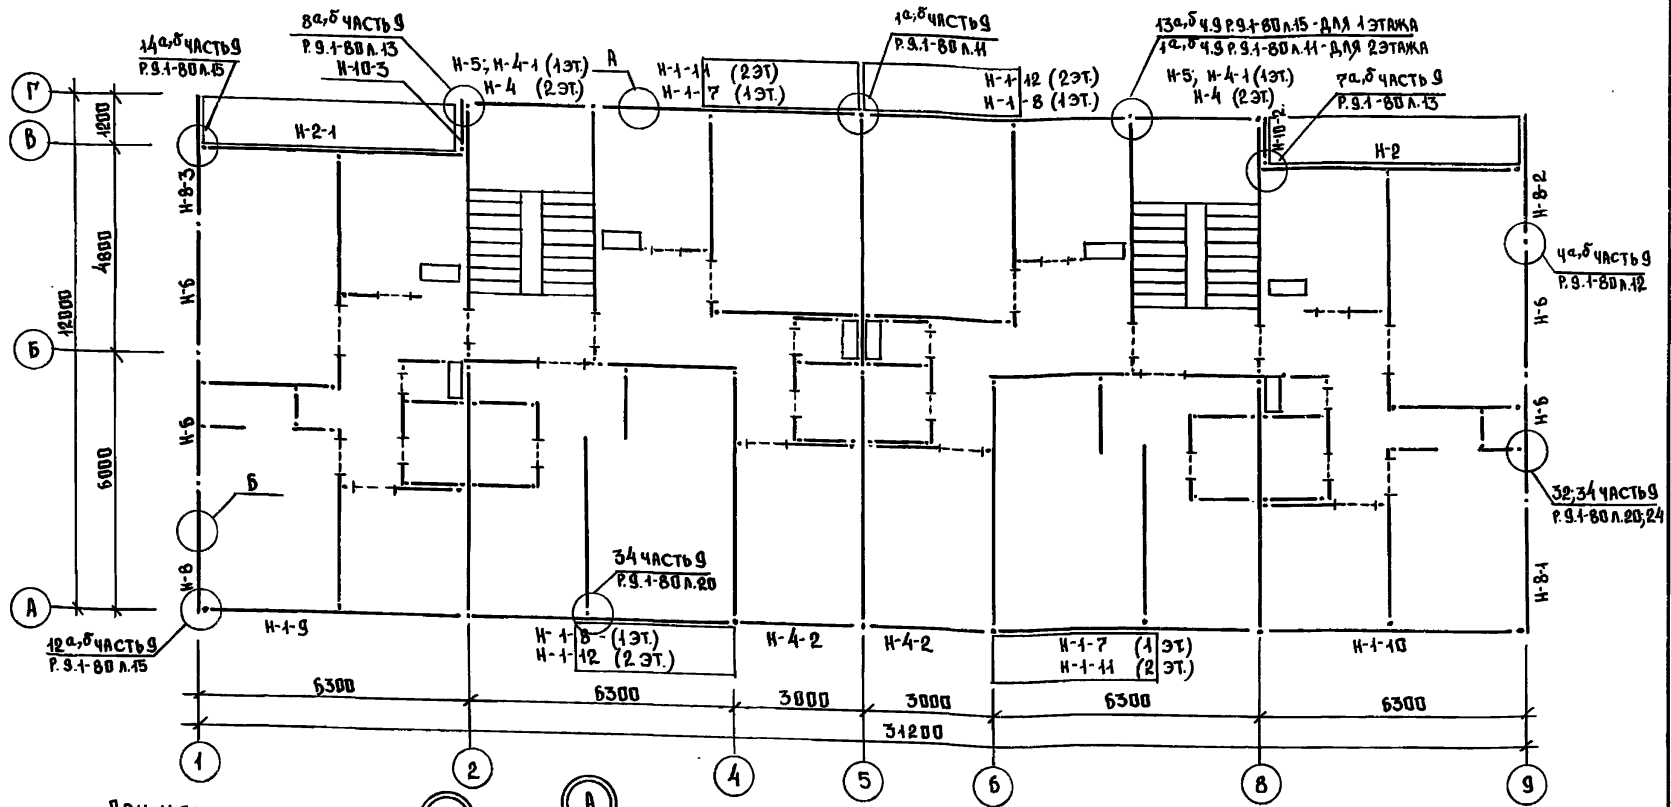 8а,б ЧАСТЬ 9
Р.9.1-80 Л.13
Н-10-3
14а,б ЧАСТЬ 9
Р.9.1-80 Л.15
Н-5; Н-4-1 (1ЭТ.)
Н-4 (2ЭТ.)
А
Н-1-11 (2ЭТ)
Н-1-7 (1ЭТ.)
1а,б ЧАСТЬ 9
Р.9.1-80 Л.11
Н-1-12 (2ЭТ.)
Н-1-8 (1ЭТ.)
13а,б Ч.9 Р.9.1-80 Л.15 - ДЛЯ 1 ЭТАЖА
1а,б Ч.9 Р.9.1-80 Л.11 - ДЛЯ 2 ЭТАЖА
Н-5; Н-4-1 (1ЭТ.)
Н-4 (2ЭТ.)
7а,б ЧАСТЬ 9
Р.9.1-80 Л.13
Г
В
Б
А
1200
4800
6000
12000
Н-2-1
Н-10-2
Н-2
Н-8-3
Н-6
Н-6
Н-8
Н-8-2
Н-6
Н-6
Н-8-1
4а,б ЧАСТЬ 9
Р.9.1-80 Л.12
32;34 ЧАСТЬ 9
Р.9.1-80 Л.20;24
Б
34 ЧАСТЬ 9
Р.9.1-80 Л.20
12а,б ЧАСТЬ 9
Р.9.1-80 Л.15
Н-1-9
Н-1-8 (1ЭТ.)
Н-1-12 (2 ЭТ.)
Н-4-2
Н-4-2
Н-1-7 (1 ЭТ)
Н-1-11 (2 ЭТ.)
Н-1-10
6300
6300
3000
3000
6300
6300
31200
1
2
4
5
6
8
9
А